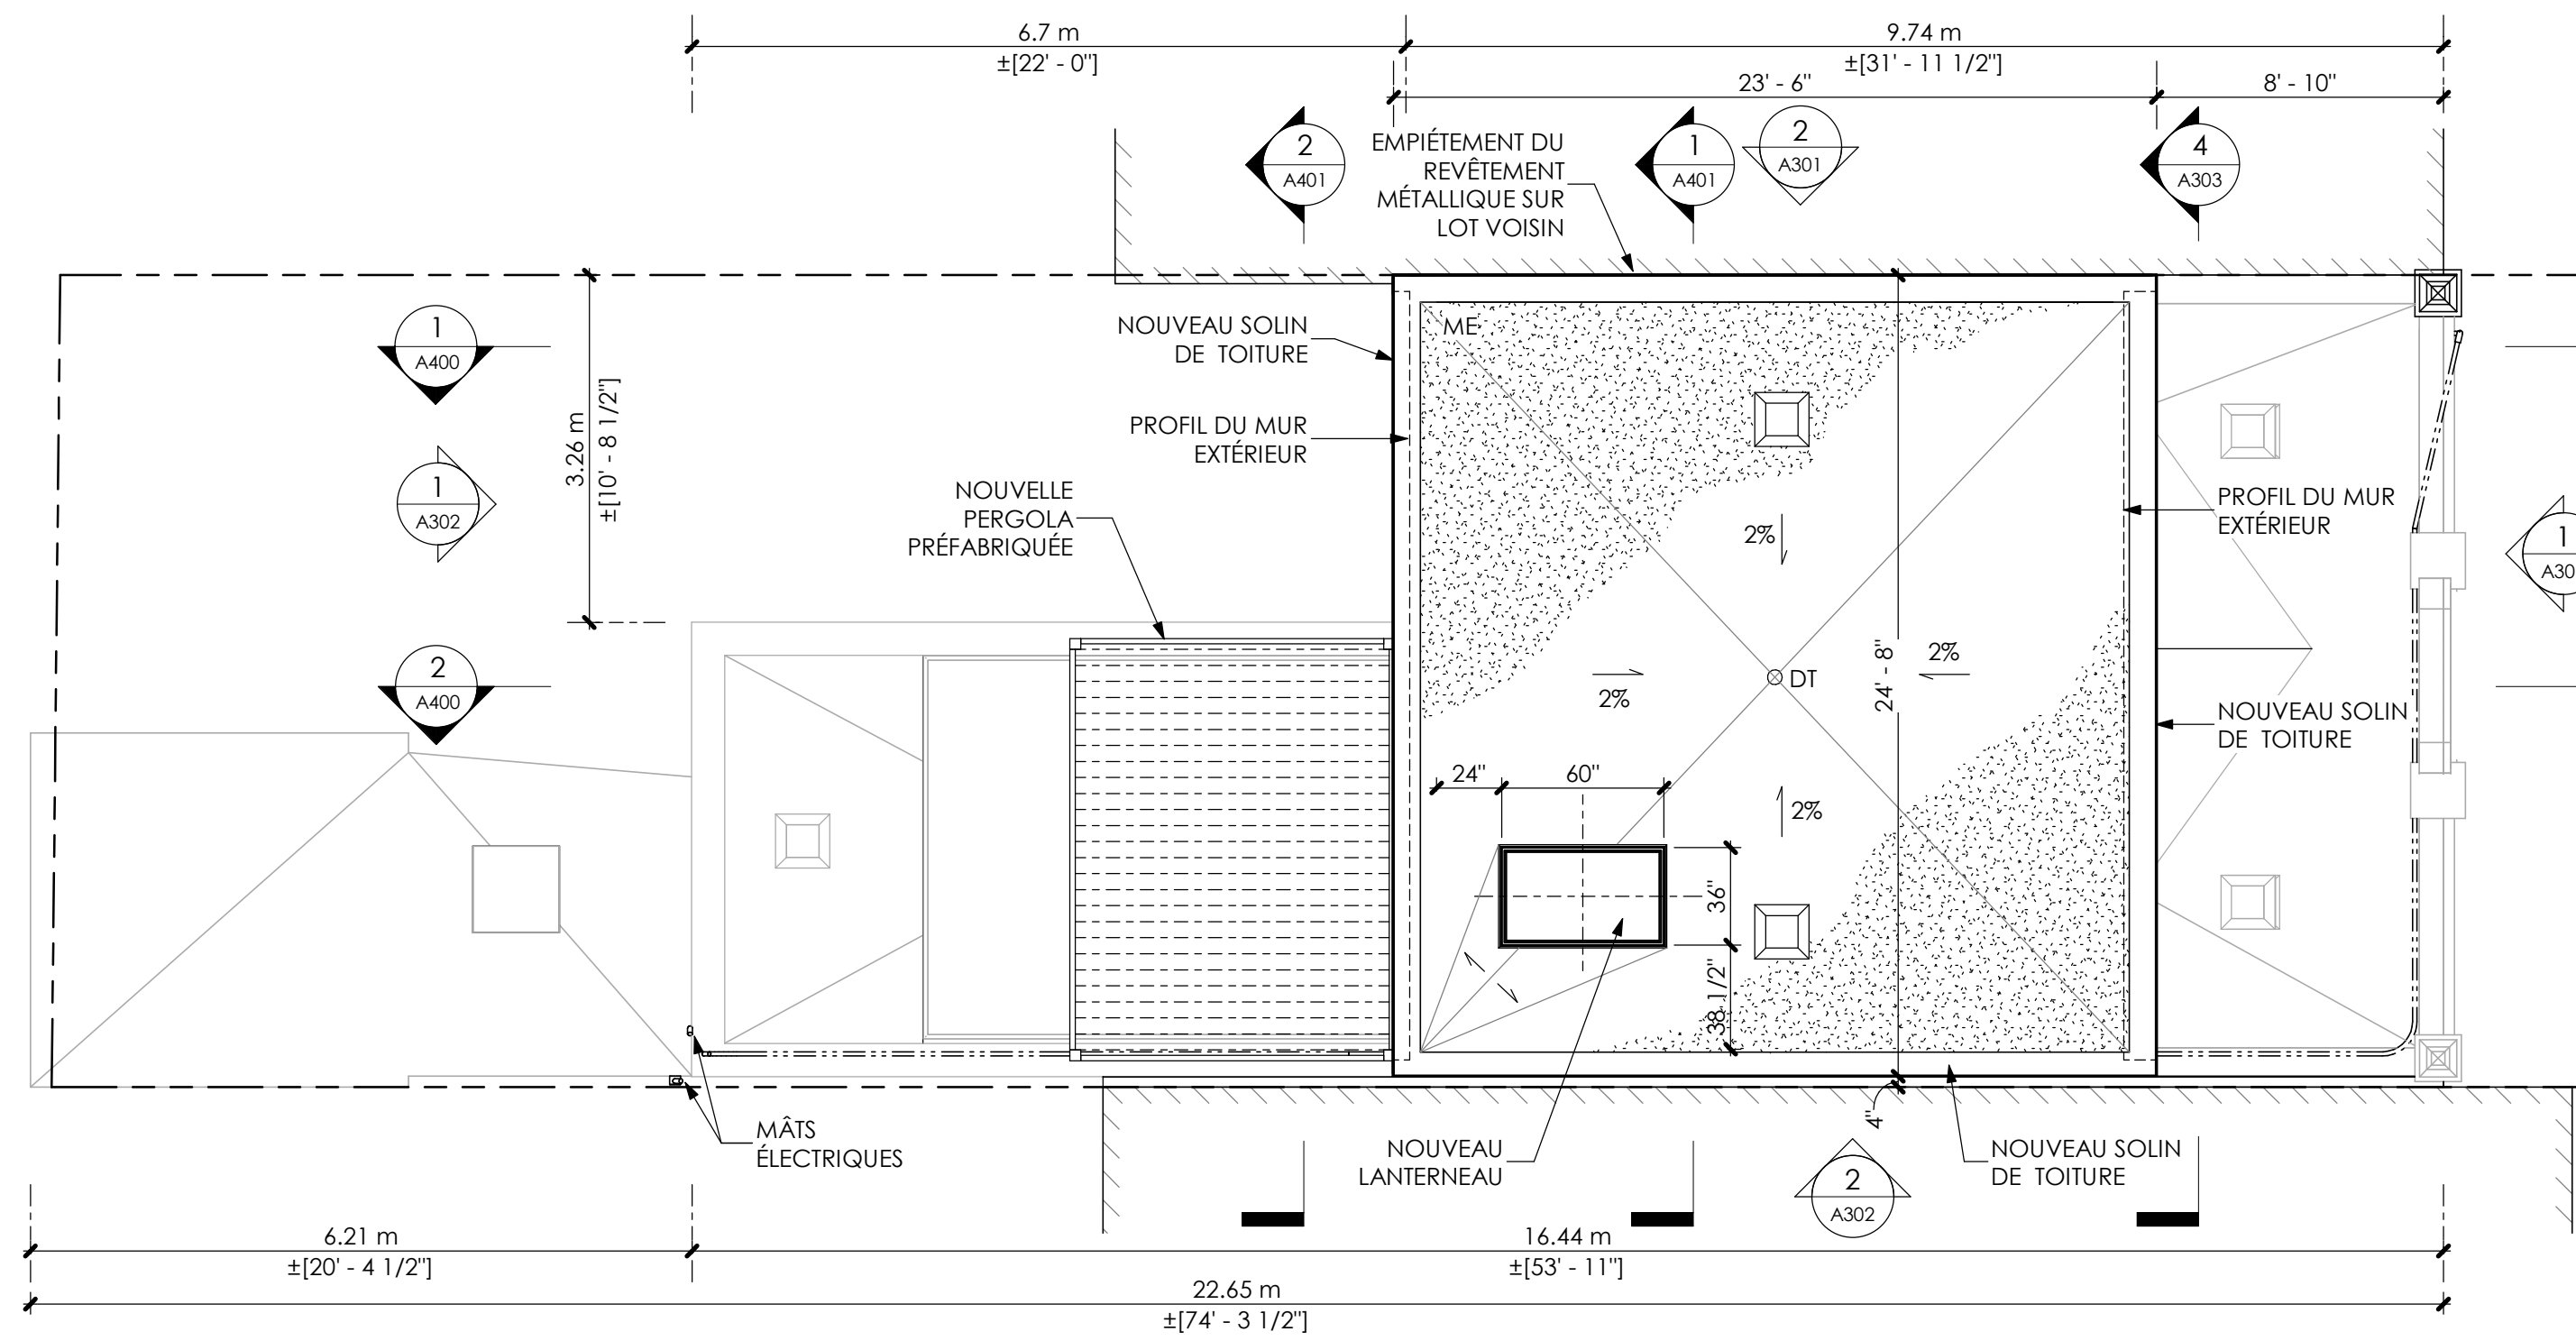 6.7 m
±[22' - 0"]
9.74 m
±[31' - 11 1/2"]
23' - 6"
8' - 10"
2
A401
EMPIÉTEMENT DU
REVÊTEMENT
MÉTALLIQUE SUR
LOT VOISIN
1
A401
2
A301
4
A303
1
A400
3.26 m
±[10' - 8 1/2"]
NOUVEAU SOLIN
DE TOITURE
ME
PROFIL DU MUR
EXTÉRIEUR
1
A302
NOUVELLE
PERGOLA
PRÉFABRIQUÉE
2%
PROFIL DU MUR
EXTÉRIEUR
1
A30
2
A400
2%
DT
24' - 8"
2%
NOUVEAU SOLIN
DE TOITURE
24"
60"
2%
36"
38 1/2"
4"
MÂTS
ÉLECTRIQUES
NOUVEAU
LANTERNEAU
2
A302
NOUVEAU SOLIN
DE TOITURE
6.21 m
±[20' - 4 1/2"]
16.44 m
±[53' - 11"]
22.65 m
±[74' - 3 1/2"]